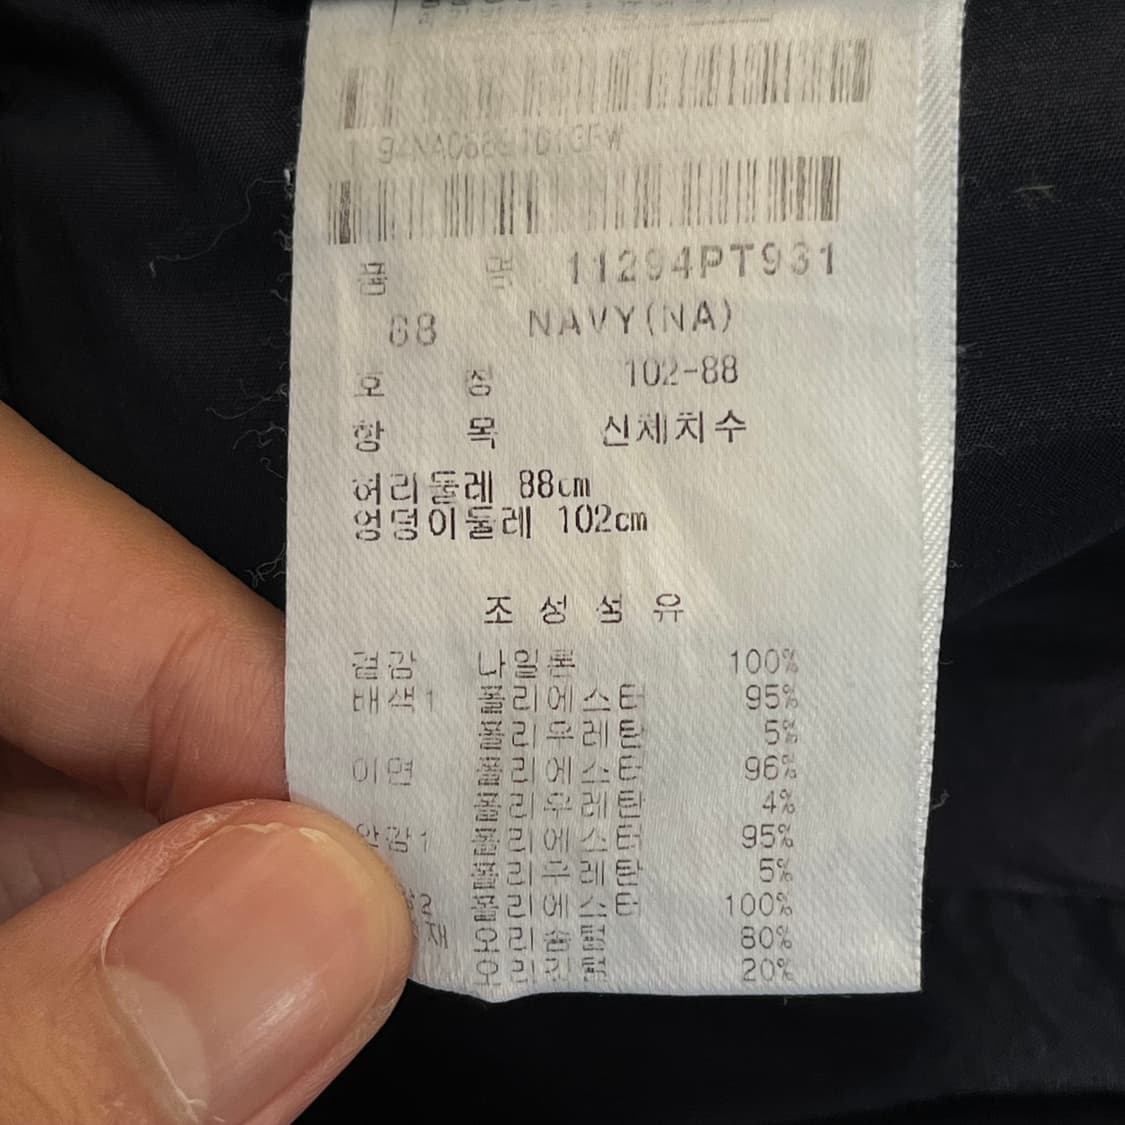 품 명 11294PT931
88 NAVY(NA)
호 칭 102-88
항 목 신체치수
허리둘레 88cm
엉덩이둘레 102cm
조 성 섬 유
겉감 나일론 100%
배색1 폴리에스터 95%
폴리우레탄 5%
이면 폴리에스터 96%
폴리우레탄 4%
안감1 폴리에스터 95%
폴리우레탄 5%
2 폴리에스터 100%
재 오리솜털 80%
오리깃털 20%